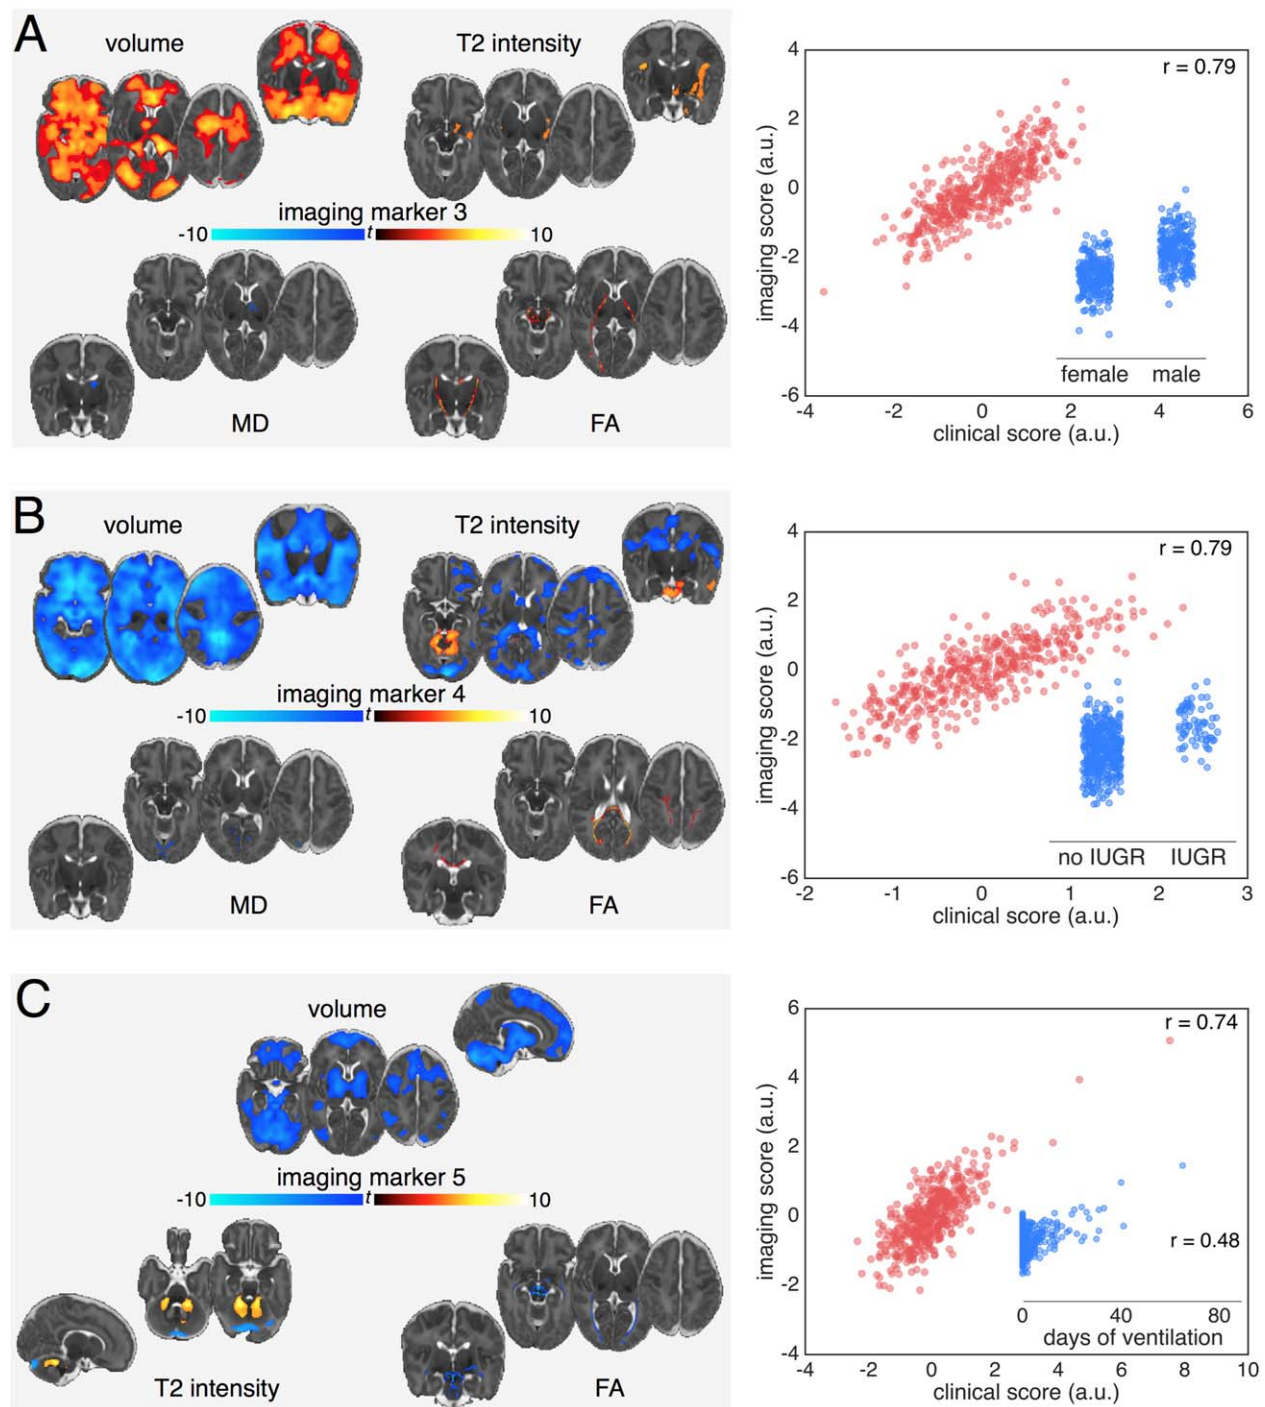 A
volume
T2 intensity
imaging marker 3
-10 t 10
MD
FA
4
2
0
-2
-4
-6
imaging score (a.u.)
r = 0.79
female male
-4 -2 0 2 4 6
clinical score (a.u.)
B
volume
T2 intensity
imaging marker 4
-10 t 10
MD
FA
4
2
0
-2
-4
-6
imaging score (a.u.)
r = 0.79
no IUGR IUGR
-2 -1 0 1 2 3
clinical score (a.u.)
C
volume
imaging marker 5
-10 t 10
T2 intensity
FA
6
4
2
0
-2
-4
imaging score (a.u.)
r = 0.74
r = 0.48
0 40 80
days of ventilation
-4 -2 0 2 4 6 8 10
clinical score (a.u.)